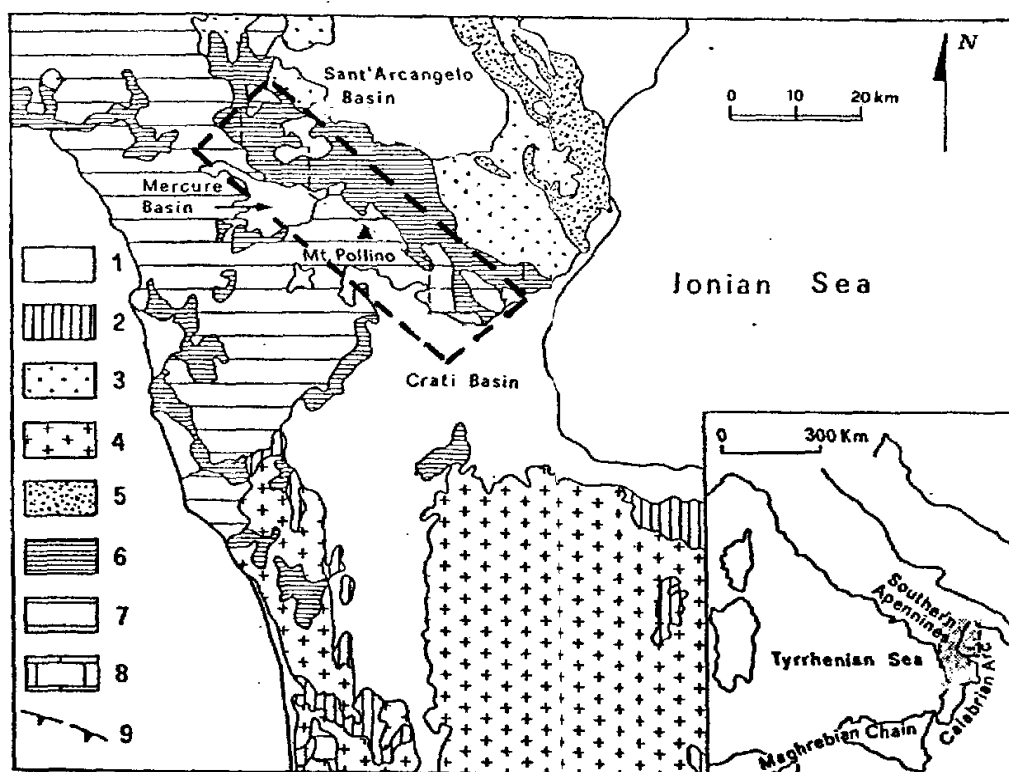 N
Sant'Arcangelo
Basin
0 10 20 km
Mercure
Basin
Mt. Pollino
Jonian Sea
Crati Basin
1
2
3
4
5
6
7
8
9
0 300 Km
Southern
Apennines
Tyrrhenian Sea
Calabrian Arc
Maghrebian Chain